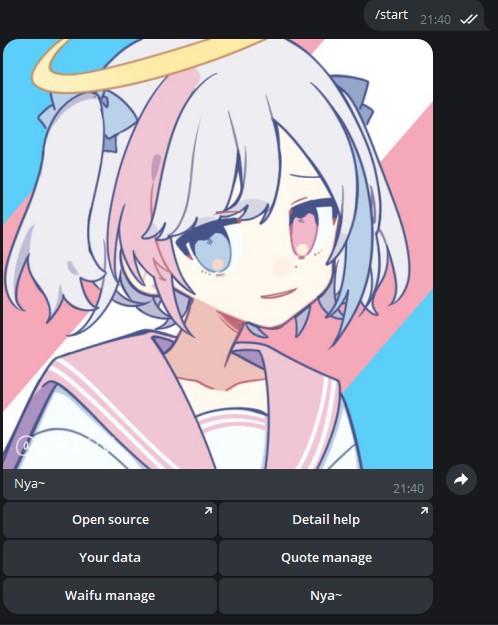 /start 21:40
Nya~
21:40
Open source Detail help
Your data Quote manage
Waifu manage Nya~